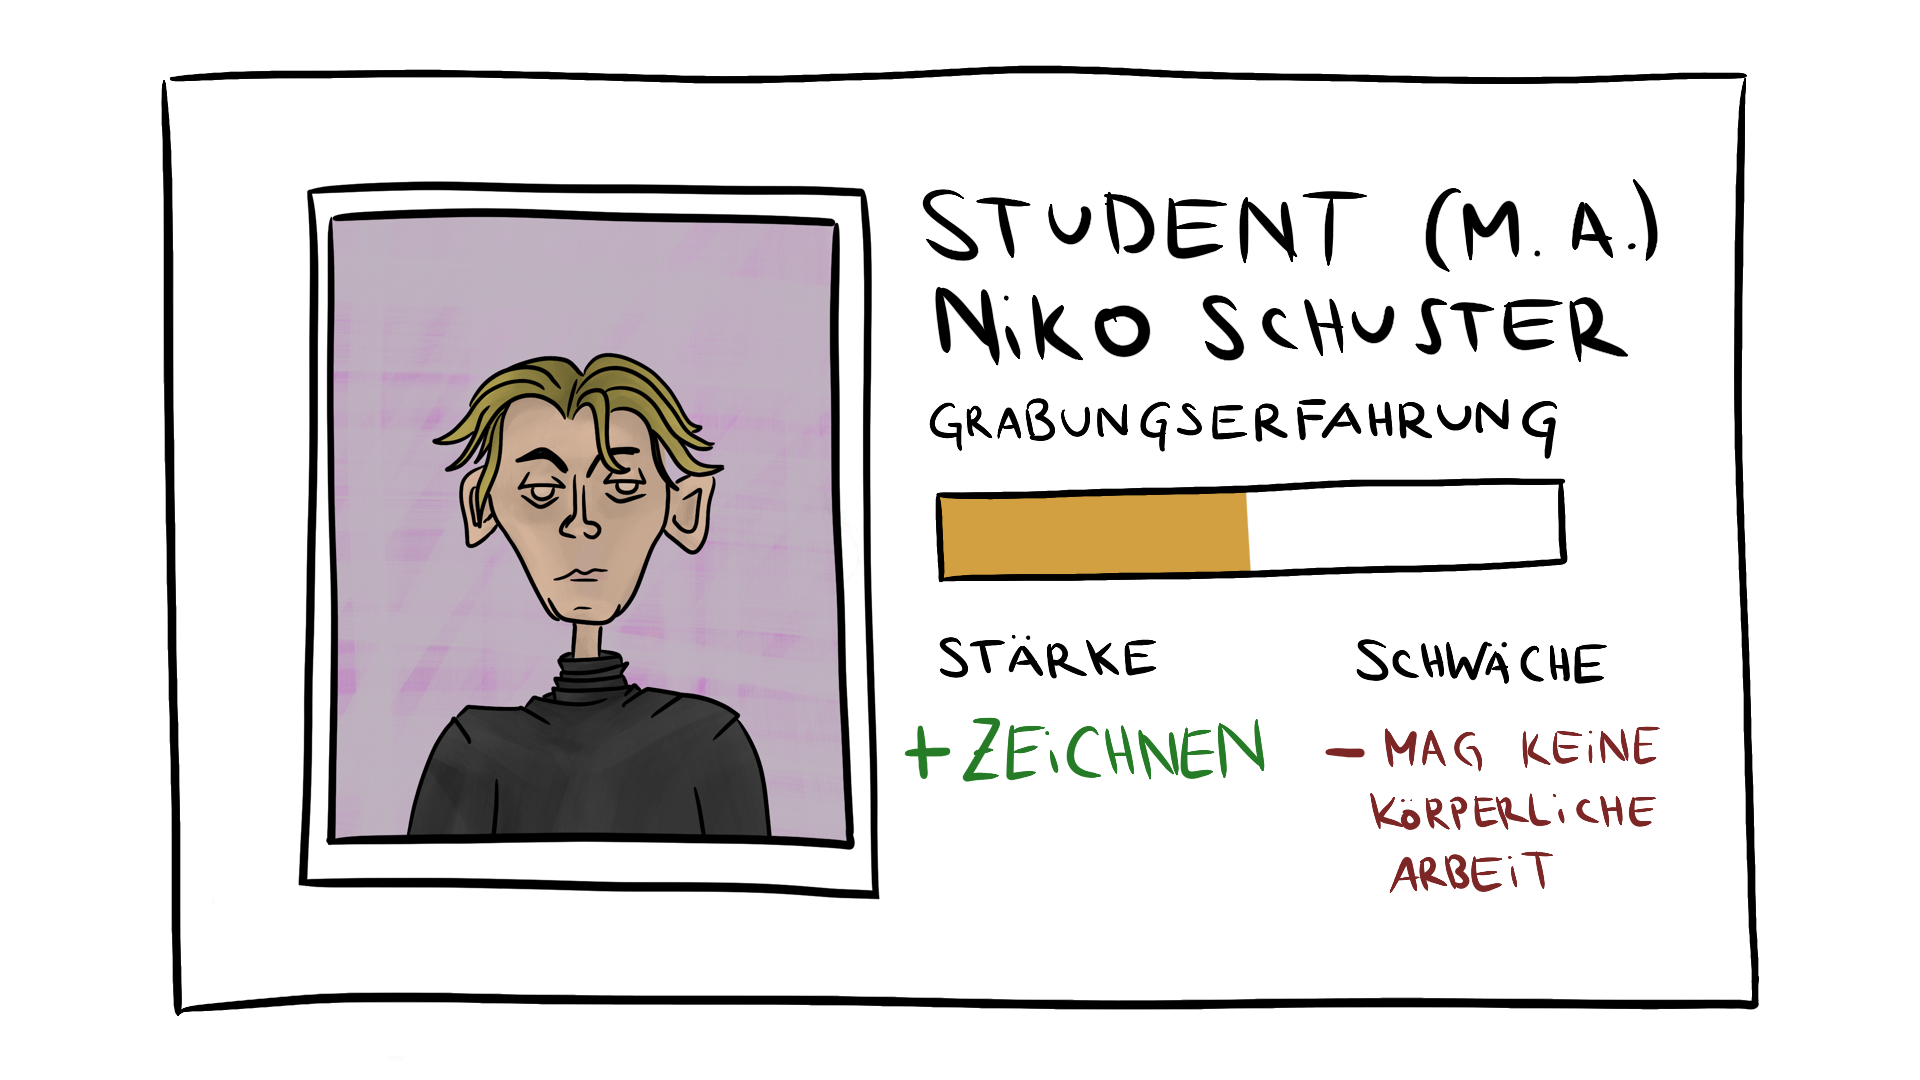 STUDENT (M. A.)
NiKO SCHUSTER
GRABUNGSERFAHRUNG
STÄRKE
+ ZEiCHNEN
SCHWÄCHE
– MAG KEiNE
KÖRPERLiCHE
ARBEiT